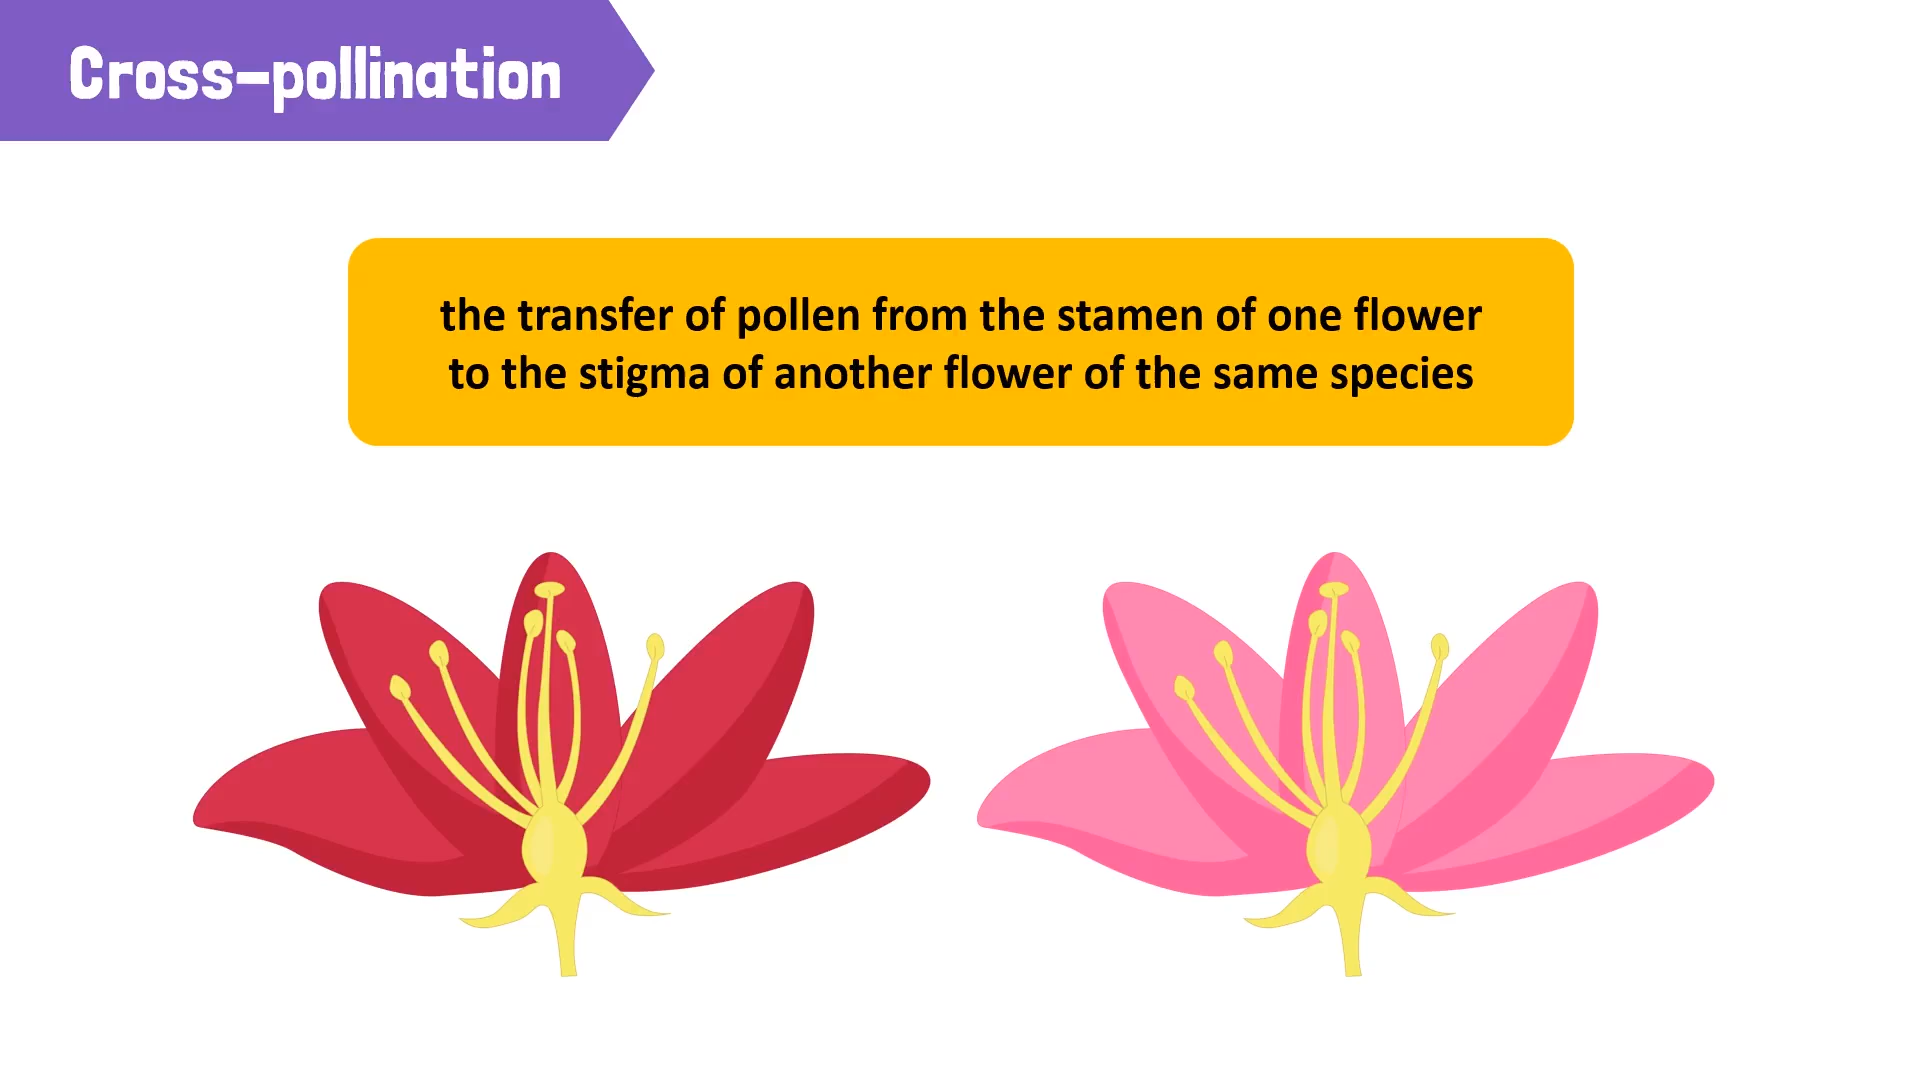 Cross-pollination
the transfer of pollen from the stamen of one flower
to the stigma of another flower of the same species